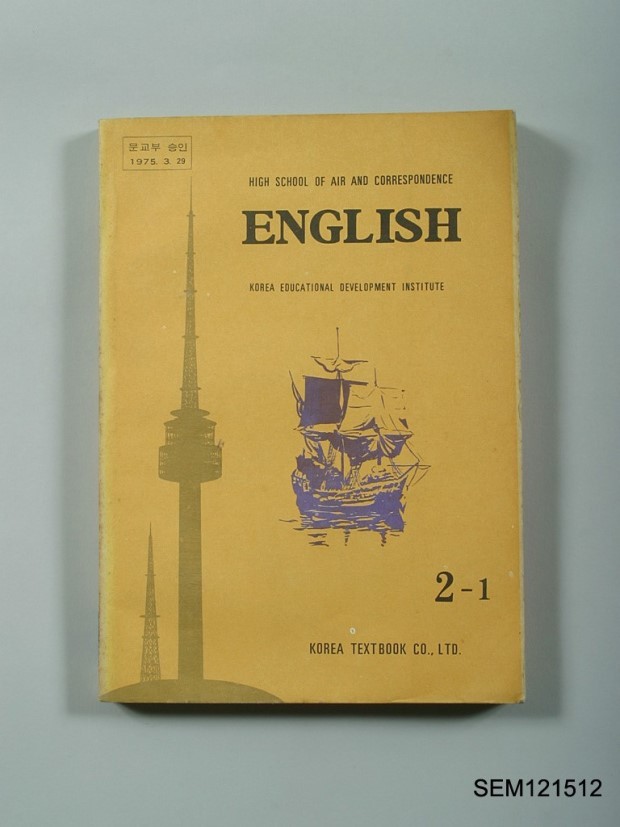 문교부 승인
1975. 3. 29
HIGH SCHOOL OF AIR AND CORRESPONDENCE
ENGLISH
KOREA EDUCATIONAL DEVELOPMENT INSTITUTE
2-1
KOREA TEXTBOOK CO., LTD.
SEM121512